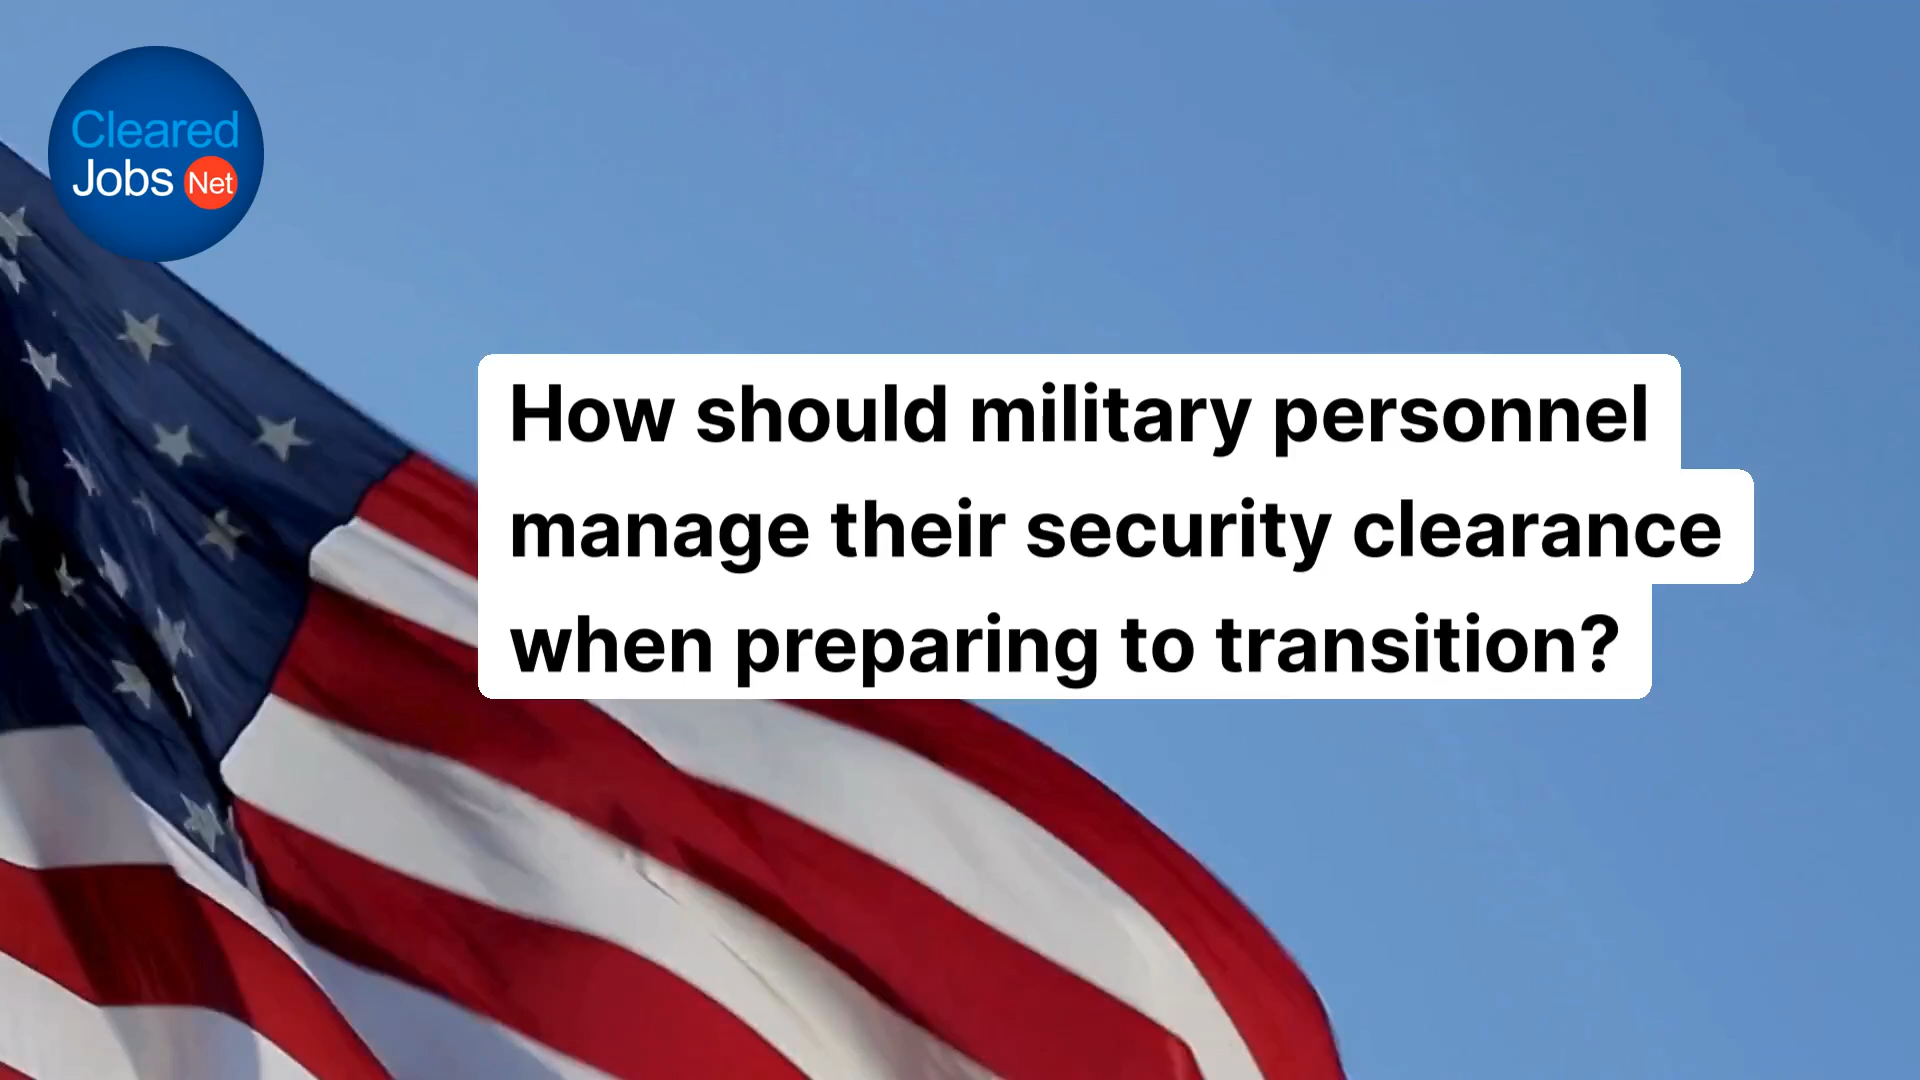 Cleared
Jobs Net
How should military personnel
manage their security clearance
when preparing to transition?